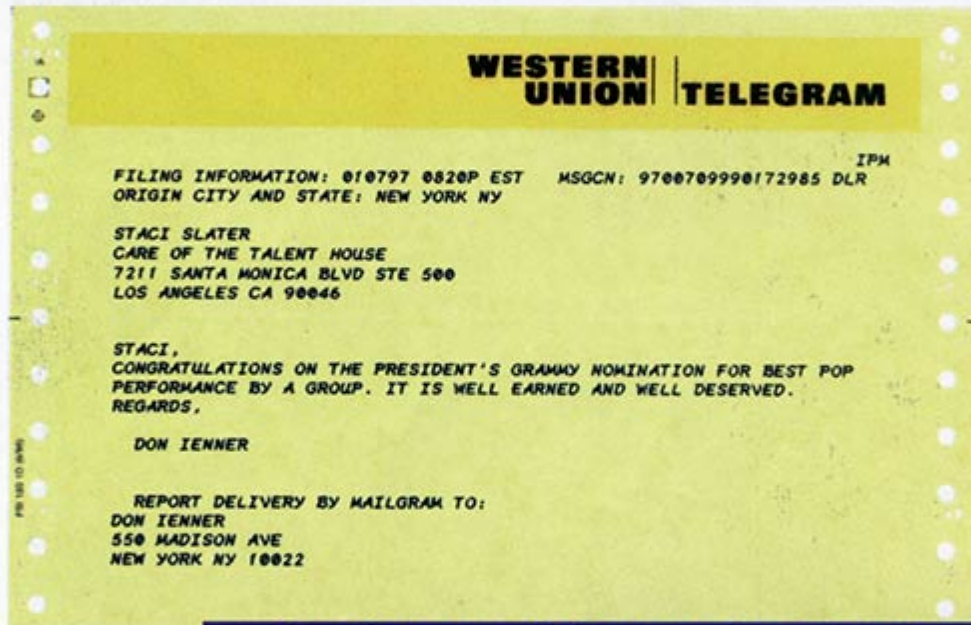 WESTERN
UNION
TELEGRAM
IPM
FILING INFORMATION: 010797 0820P EST MSGCN: 9700709990172985 DLR
ORIGIN CITY AND STATE: NEW YORK NY
STACI SLATER
CARE OF THE TALENT HOUSE
7211 SANTA MONICA BLVD STE 500
LOS ANGELES CA 90046
STACI,
CONGRATULATIONS ON THE PRESIDENT'S GRAMMY NOMINATION FOR BEST POP
PERFORMANCE BY A GROUP. IT IS WELL EARNED AND WELL DESERVED.
REGARDS,
DON IENNER
REPORT DELIVERY BY MAILGRAM TO:
DON IENNER
550 MADISON AVE
NEW YORK NY 10022